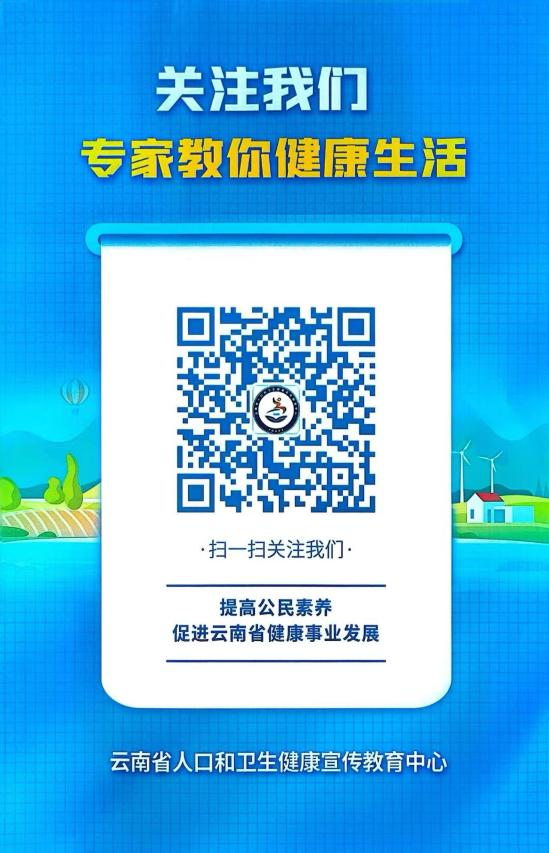 关注我们
专家教你健康生活
·扫一扫关注我们·
提高公民素养
促进云南省健康事业发展
云南省人口和卫生健康宣传教育中心